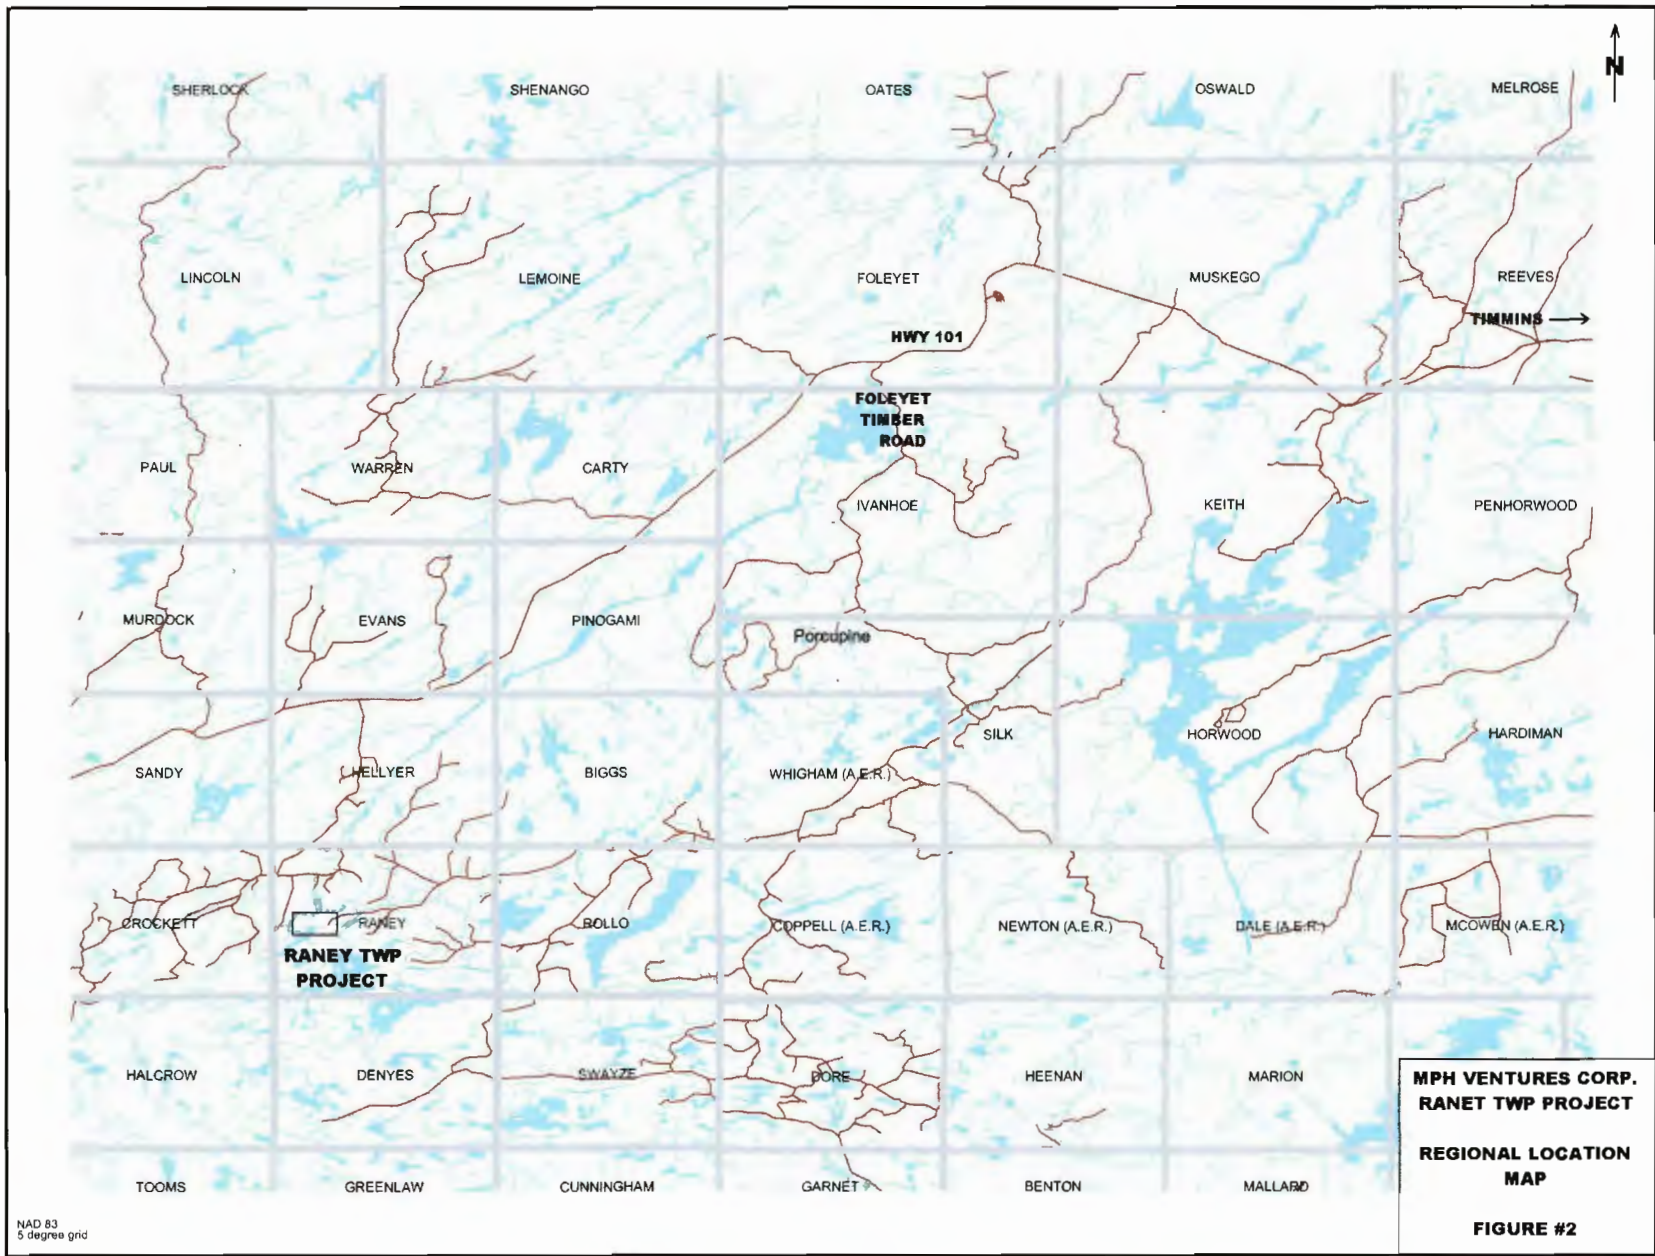 N
SHERLOCK
SHENANGO
OATES
OSWALD
MELROSE
LINCOLN
LEMOINE
FOLEYET
MUSKEGO
REEVES
TIMMINS
HWY 101
FOLEYET
TIMBER
ROAD
PAUL
WARREN
CARTY
IVANHOE
KEITH
PENHORWOOD
MURDOCK
EVANS
PINOGAMI
Porcupine
SILK
HORWOOD
HARDIMAN
SANDY
HELLYER
BIGGS
WHIGHAM (A.E.R.)
CROCKETT
RANEY
ROLLO
COPPELL (A.E.R.)
NEWTON (A.E.R.)
DALE (A.E.R.)
MCOWEN (A.E.R.)
RANEY TWP
PROJECT
HALCROW
DENYES
SWAYZE
DORE
HEENAN
MARION
TOOMS
GREENLAW
CUNNINGHAM
GARNET
BENTON
MALLARD
MPH VENTURES CORP.
RANET TWP PROJECT
REGIONAL LOCATION
MAP
FIGURE #2
NAD 83
5 degree grid